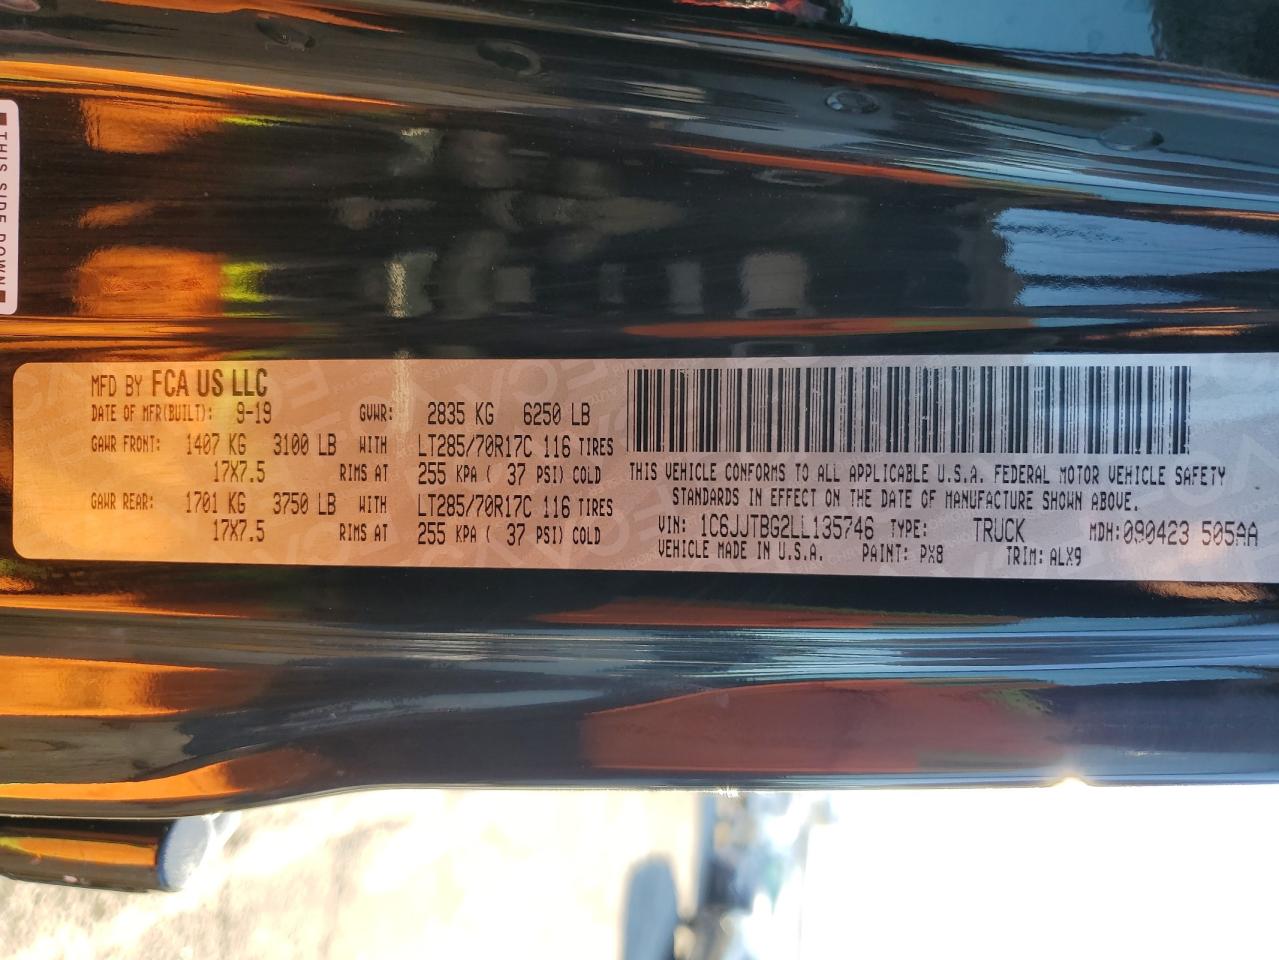 THIS SIDE DOWN
MFD BY FCA US LLC
DATE OF MFR(BUILT): 9-19 GVWR: 2835 KG 6250 LB
GAWR FRONT: 1407 KG 3100 LB WITH LT285/70R17C 116 TIRES
17X7.5 RIMS AT 255 KPA ( 37 PSI) COLD
GAWR REAR: 1701 KG 3750 LB WITH LT285/70R17C 116 TIRES
17X7.5 RIMS AT 255 KPA ( 37 PSI) COLD
THIS VEHICLE CONFORMS TO ALL APPLICABLE U.S.A. FEDERAL MOTOR VEHICLE SAFETY
STANDARDS IN EFFECT ON THE DATE OF MANUFACTURE SHOWN ABOVE.
VIN: 1C6JJTBG2LL135746 TYPE: TRUCK MDH: 090423 505AA
VEHICLE MADE IN U.S.A. PAINT: PX8 TRIM: ALX9